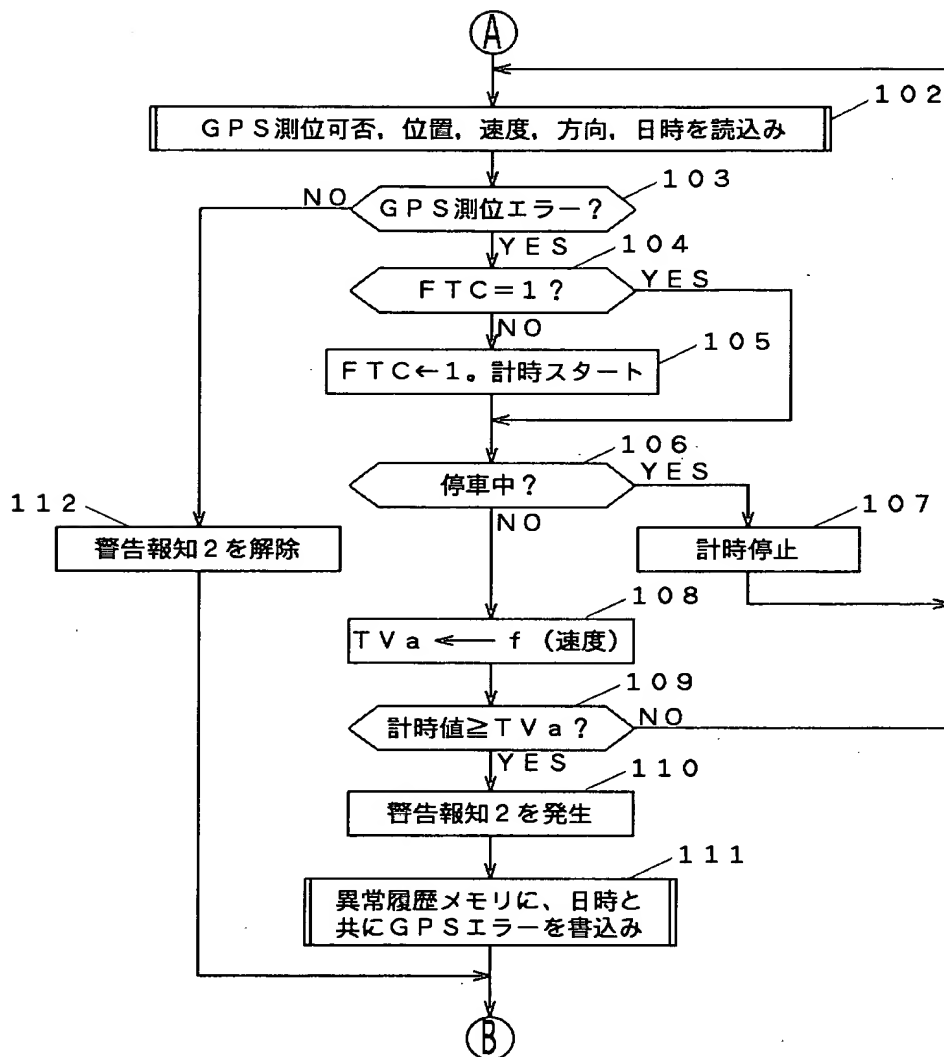 A
102
GPS測位可否,位置,速度,方向,日時を読込み
103
NO
GPS測位エラー?
YES
104
FTC=1?
YES
NO
105
FTC←1。計時スタート
106
停車中?
YES
NO
112
警告報知2を解除
107
計時停止
108
TVa ← f(速度)
109
計時値≧TVa?
NO
YES
110
警告報知2を発生
111
異常履歴メモリに、日時と
共にGPSエラーを書込み
B